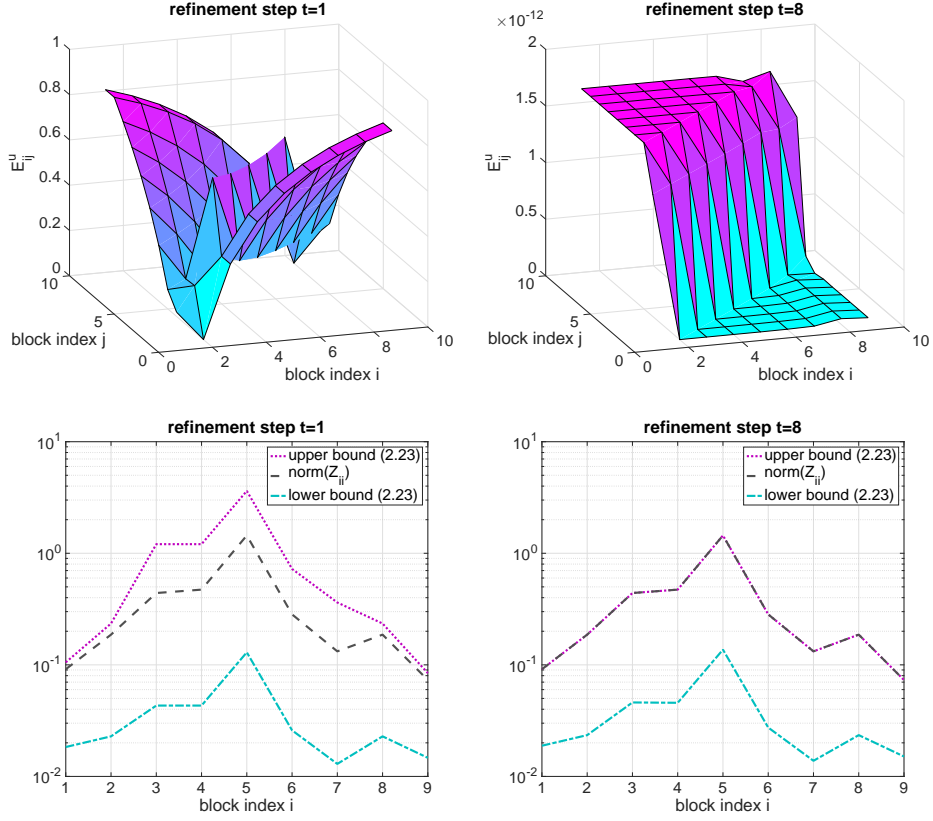 refinement step t=1
1
0.8
0.6
0.4
0.2
0
E^u_ij
10
5
0
block index j
0
2
4
6
8
10
block index i
refinement step t=8
×10^-12
2
1.5
1
0.5
0
E^u_ij
10
5
0
block index j
0
2
4
6
8
10
block index i
refinement step t=1
10^1
10^0
10^-1
10^-2
upper bound (2.23)
norm(Z_ii)
lower bound (2.23)
1 2 3 4 5 6 7 8 9
block index i
refinement step t=8
10^1
10^0
10^-1
10^-2
upper bound (2.23)
norm(Z_ii)
lower bound (2.23)
1 2 3 4 5 6 7 8 9
block index i